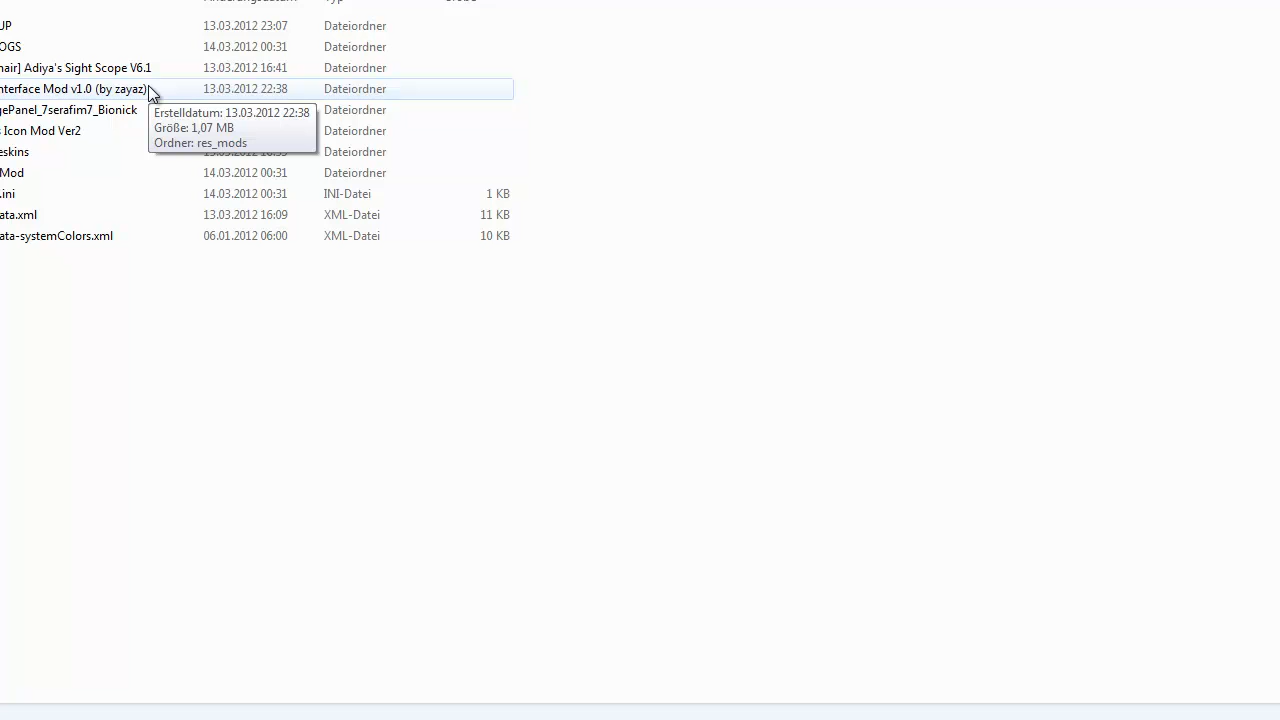 Änderungsdatum Typ Größe
UP 13.03.2012 23:07 Dateiordner
OGS 14.03.2012 00:31 Dateiordner
hair] Adiya's Sight Scope V6.1 13.03.2012 16:41 Dateiordner
nterface Mod v1.0 (by zayaz) 13.03.2012 22:38 Dateiordner
gePanel_7serafim7_Bionick Dateiordner
Erstelldatum: 13.03.2012 22:38
Größe: 1,07 MB
Ordner: res_mods
s Icon Mod Ver2 Dateiordner
eskins Dateiordner
Mod 14.03.2012 00:31 Dateiordner
.ini 14.03.2012 00:31 INI-Datei 1 KB
ata.xml 13.03.2012 16:09 XML-Datei 11 KB
ata-systemColors.xml 06.01.2012 06:00 XML-Datei 10 KB